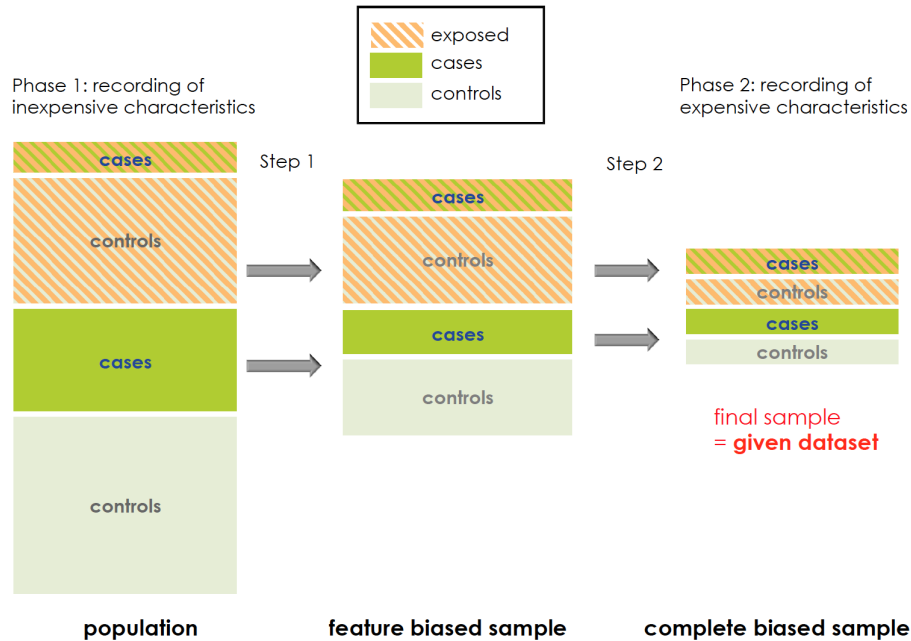 exposed
cases
controls
Phase 1: recording of
inexpensive characteristics
Phase 2: recording of
expensive characteristics
Step 1
Step 2
cases
controls
cases
controls
cases
controls
cases
controls
cases
controls
cases
controls
final sample
= given dataset
population
feature biased sample
complete biased sample